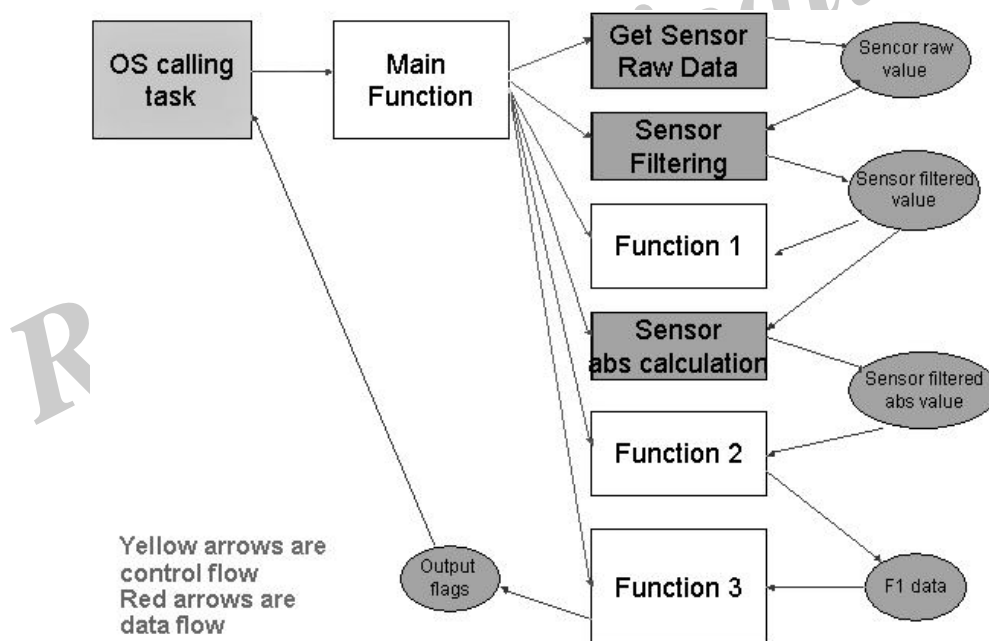 OS calling
task
Main
Function
Get Sensor
Raw Data
Sencor raw
value
Sensor
Filtering
Sensor filtered
value
Function 1
Sensor
abs calculation
Sensor filtered
abs value
Function 2
Yellow arrows are
control flow
Red arrows are
data flow
Output
flags
Function 3
F1 data